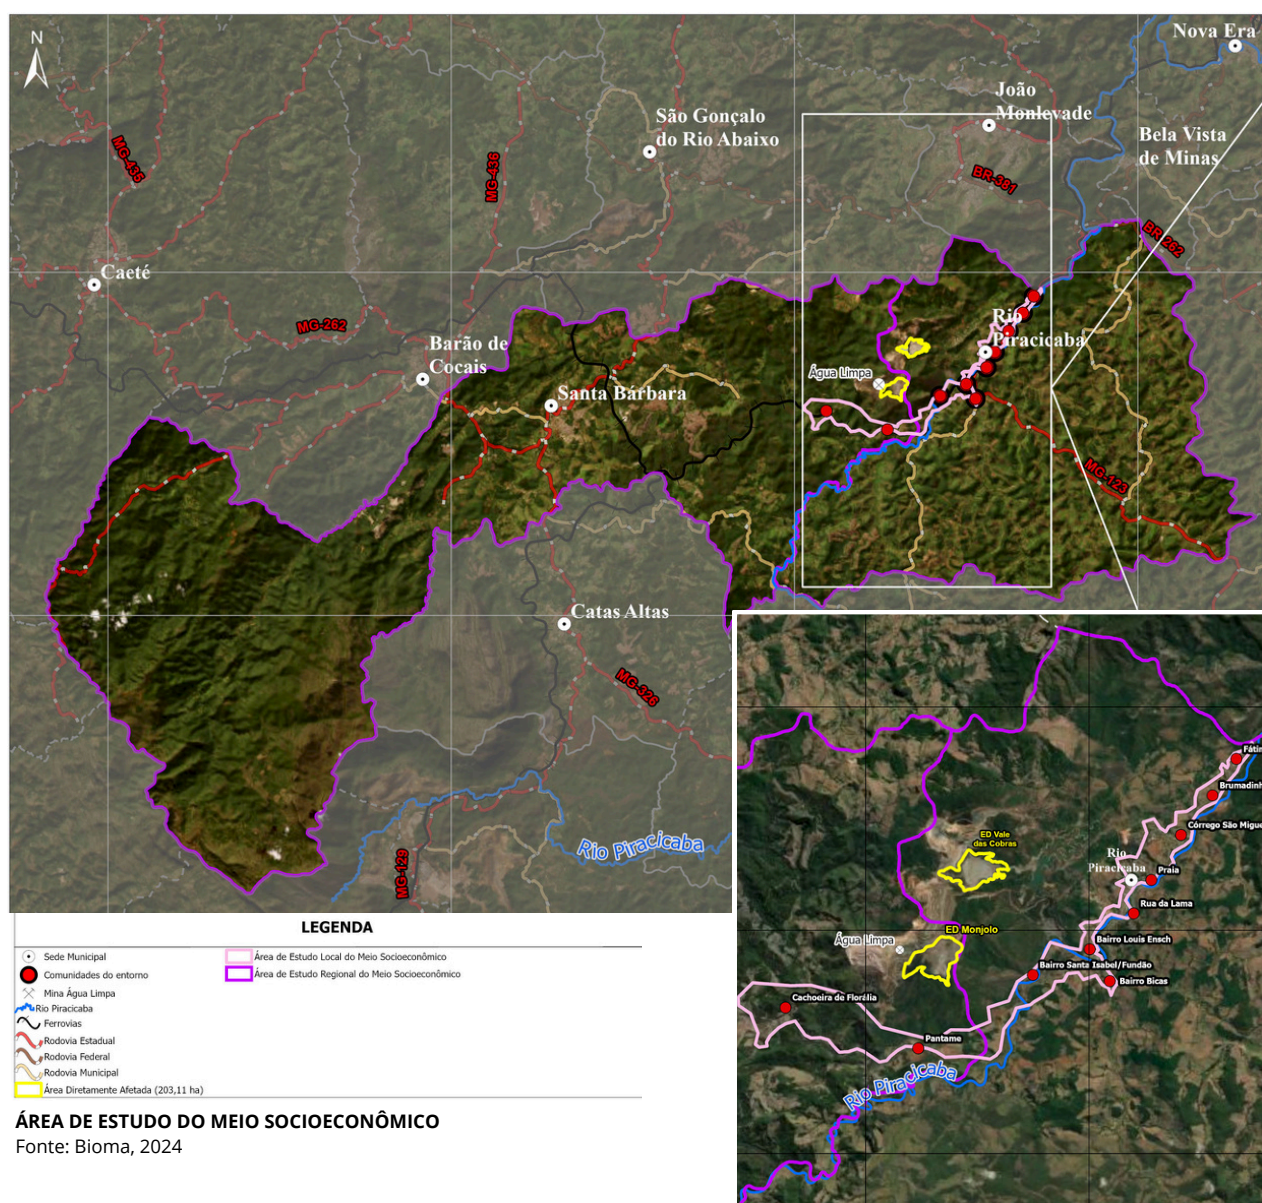 N
Nova Era
João
Monlevade
São Gonçalo
do Rio Abaixo
Bela Vista
de Minas
MG-435
MG-436
BR-381
BR-262
Caeté
MG-262
Barão de
Cocais
Rio
Piracicaba
Água Limpa
Santa Bárbara
MG-123
Catas Altas
MG-326
Rio Piracicaba
MG-129
ED Vale
das Cobras
Córrego São Migue
Rio
Piracicaba
Praia
Rua da Lama
ED Monjolo
Água Limpa
Bairro Louis Ensch
Bairro Santa Isabel/Fundão
Bairro Bicas
Cachoeira de Florália
Pantame
Rio Piracicaba
Fátim
Brumadinh
LEGENDA
Sede Municipal
Comunidades do entorno
Mina Água Limpa
Rio Piracicaba
Ferrovias
Rodovia Estadual
Rodovia Federal
Rodovia Municipal
Área Diretamente Afetada (203,11 ha)
Área de Estudo Local do Meio Socioeconômico
Área de Estudo Regional do Meio Socioeconômico
ÁREA DE ESTUDO DO MEIO SOCIOECONÔMICO
Fonte: Bioma, 2024